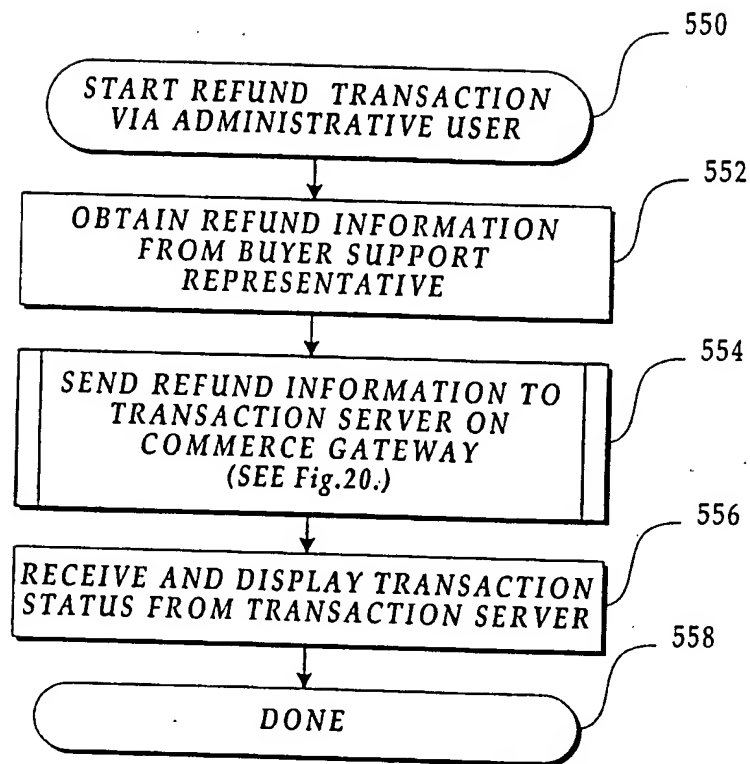 550
START REFUND TRANSACTION
VIA ADMINISTRATIVE USER
552
OBTAIN REFUND INFORMATION
FROM BUYER SUPPORT
REPRESENTATIVE
554
SEND REFUND INFORMATION TO
TRANSACTION SERVER ON
COMMERCE GATEWAY
(SEE Fig.20.)
556
RECEIVE AND DISPLAY TRANSACTION
STATUS FROM TRANSACTION SERVER
558
DONE